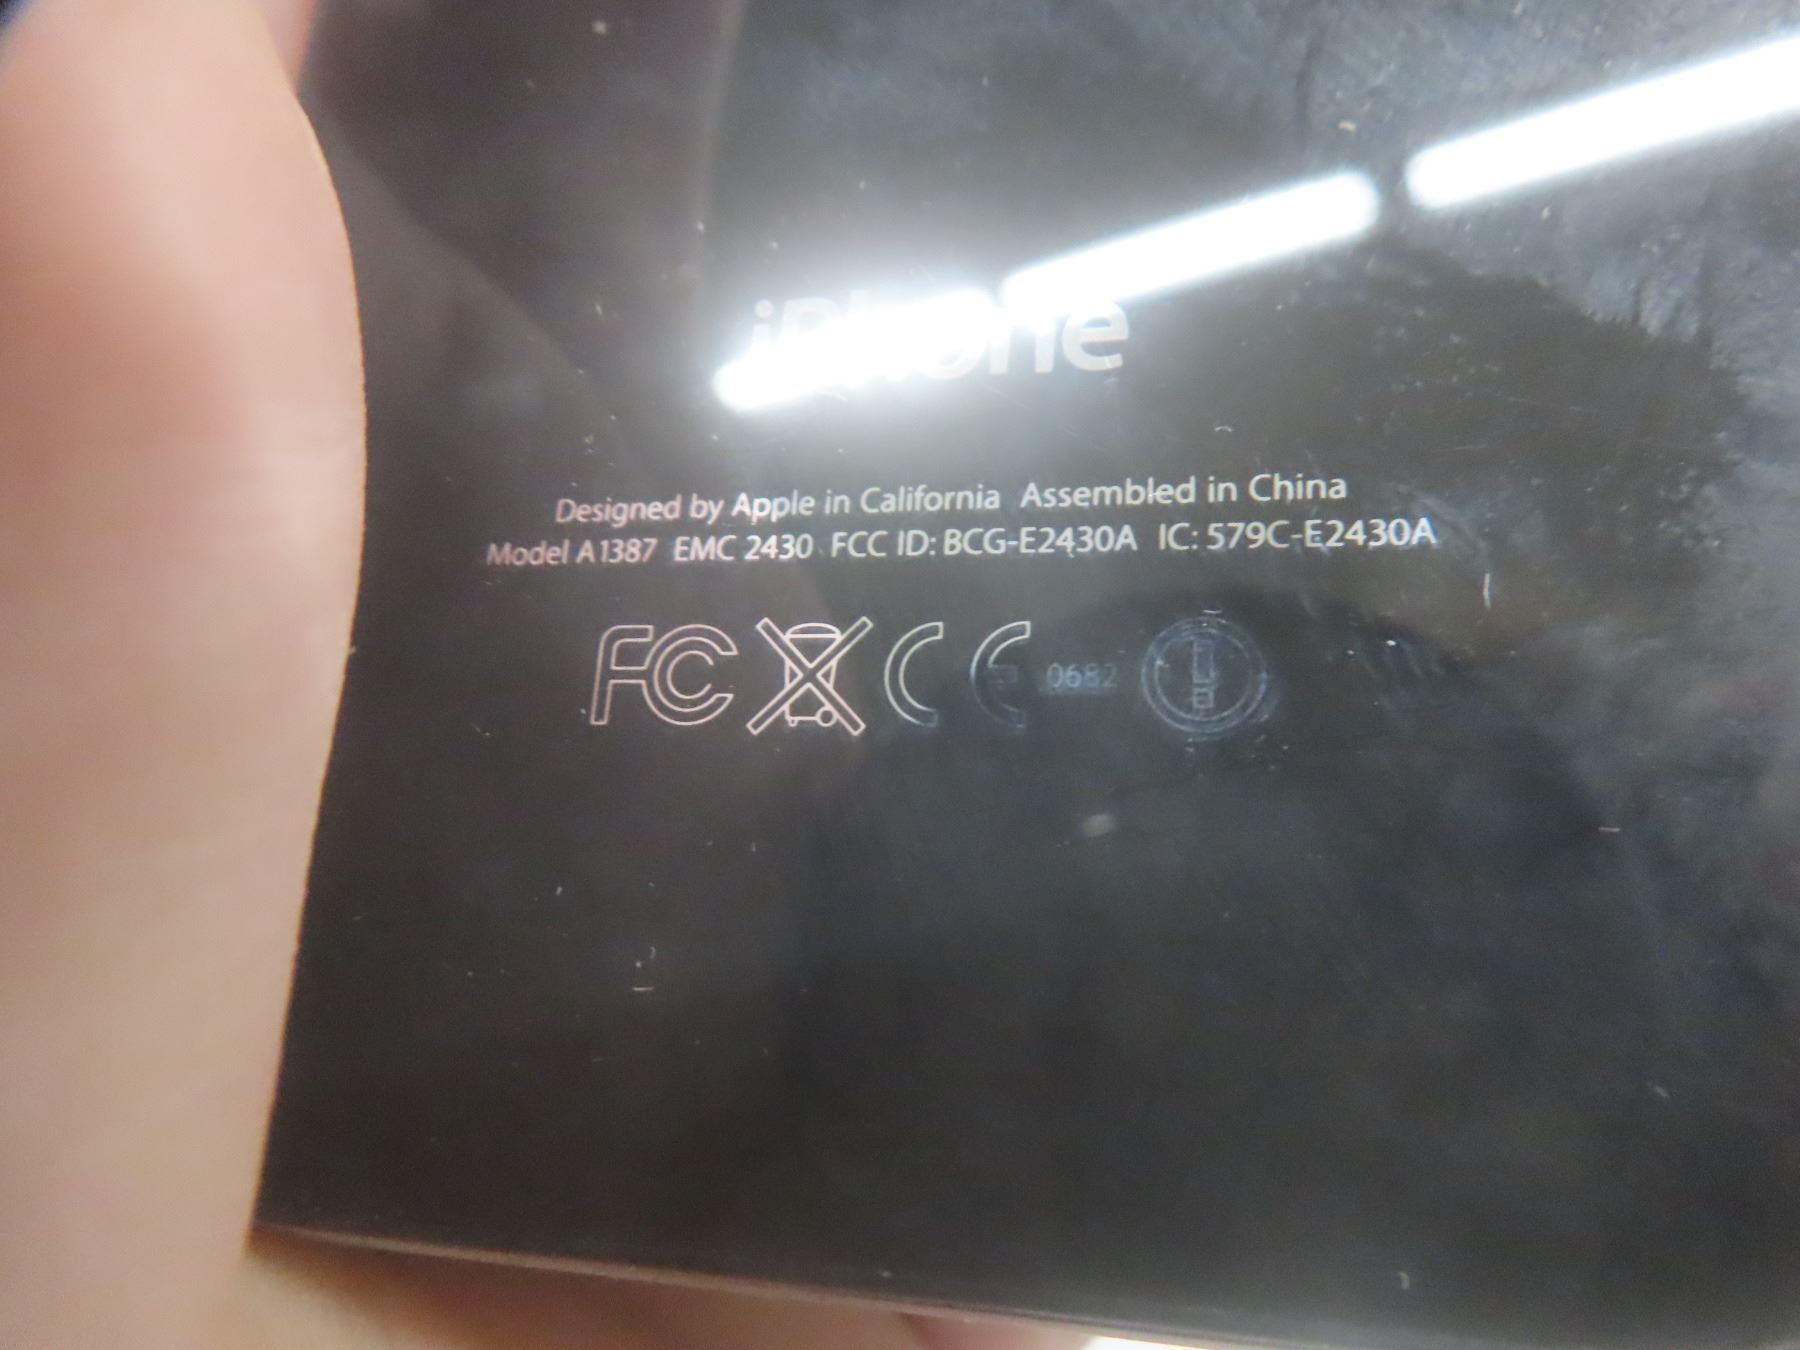 iPhone
Designed by Apple in California Assembled in China
Model A1387 EMC 2430 FCC ID: BCG-E2430A IC: 579C-E2430A
FC CE 0682